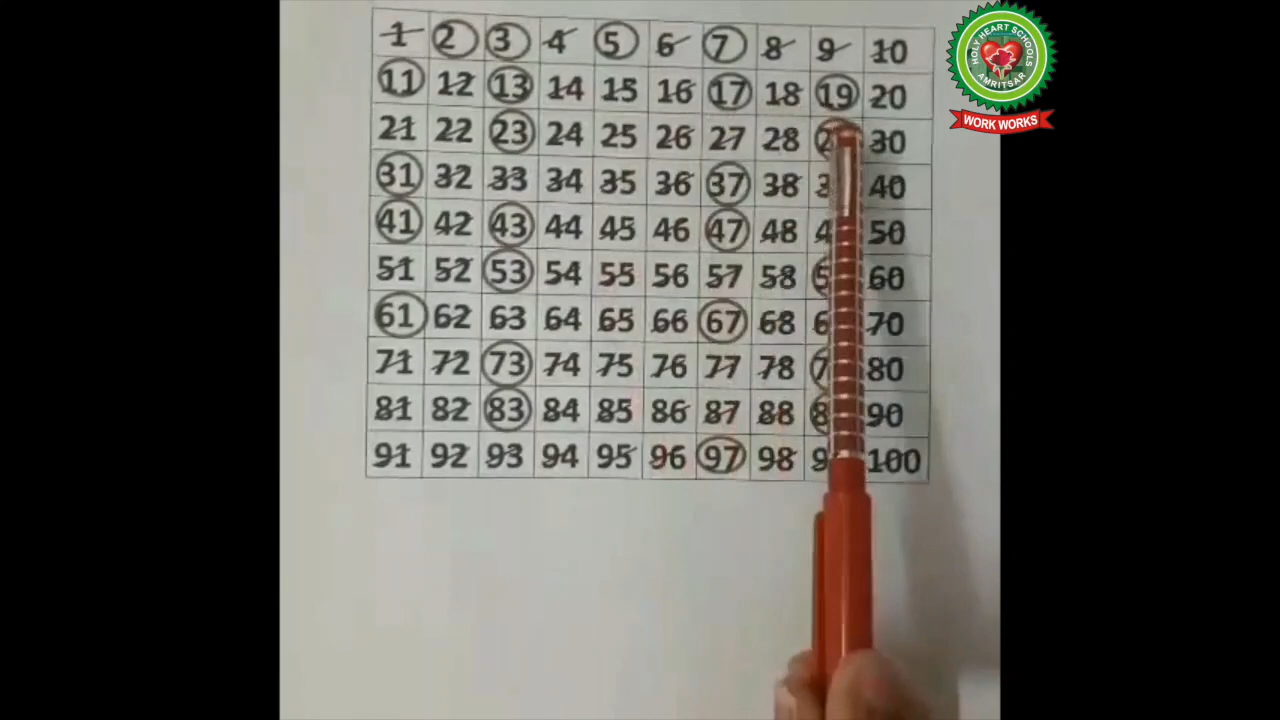 1 2 3 4 5 6 7 8 9 10
11 12 13 14 15 16 17 18 19 20
21 22 23 24 25 26 27 28 30
31 32 33 34 35 36 37 38 40
41 42 43 44 45 46 47 48 50
51 52 53 54 55 56 57 58 60
61 62 63 64 65 66 67 68 70
71 72 73 74 75 76 77 78 80
81 82 83 84 85 86 87 88 90
91 92 93 94 95 96 97 98 100
HOLY HEART SCHOOLS
AMRITSAR
WORK WORKS